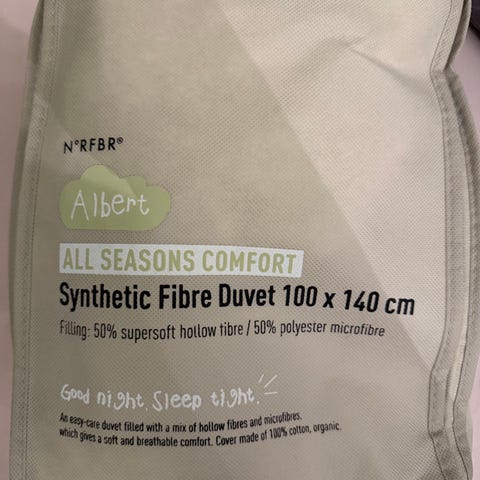 N°RFBR®
Albert
ALL SEASONS COMFORT
Synthetic Fibre Duvet 100 x 140 cm
Filling: 50% supersoft hollow fibre / 50% polyester microfibre
Good night, Sleep tight.
An easy-care duvet filled with a mix of hollow fibres and microfibres,
which gives a soft and breathable comfort. Cover made of 100% cotton, organic.